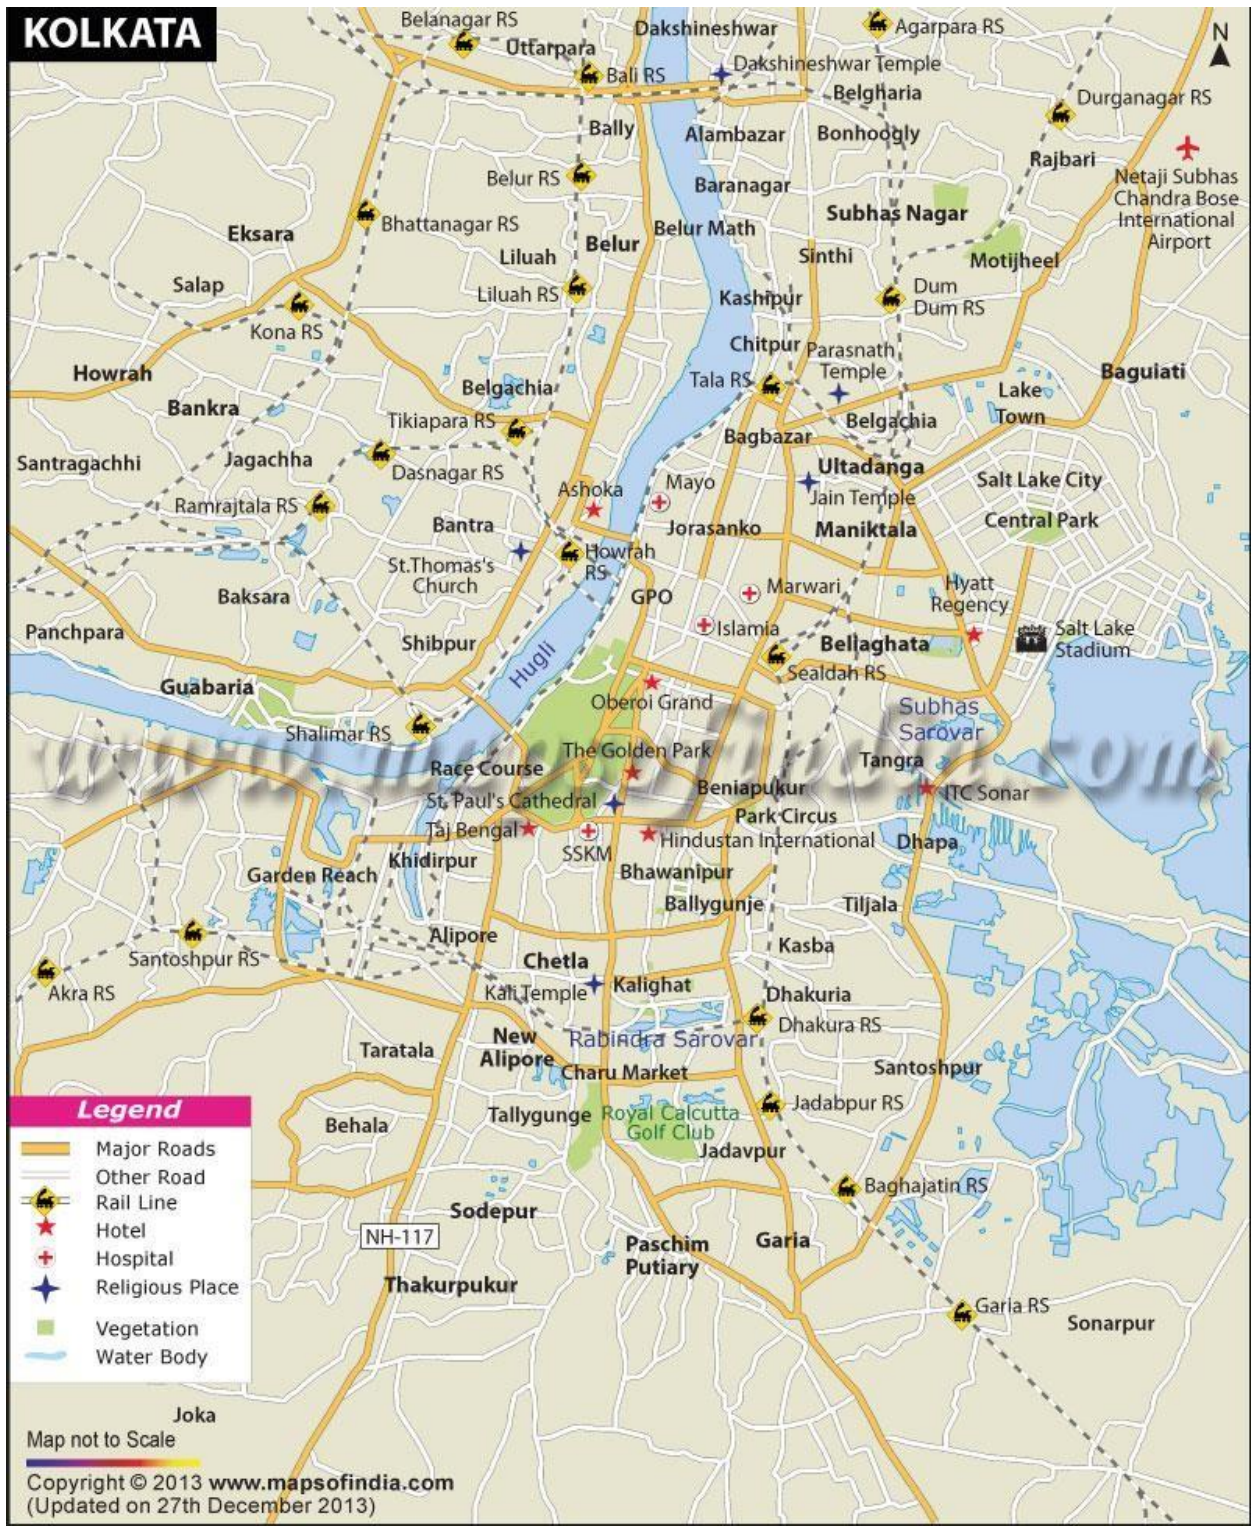 KOLKATA
N
Belanagar RS
Uttarpara
Bali RS
Dakshineshwar
Agarpara RS
Dakshineshwar Temple
Belgharia
Durganagar RS
Bally
Alambazar
Bonhoogly
Rajbari
Netaji Subhas
Chandra Bose
International
Airport
Belur RS
Baranagar
Bhattanagar RS
Subhas Nagar
Eksara
Belur
Belur Math
Liluah
Sinthi
Motijheel
Salap
Liluah RS
Kashipur
Dum
Dum RS
Kona RS
Chitpur
Parasnath
Temple
Howrah
Belgachia
Tala RS
Lake
Town
Baguiati
Bankra
Tikiapara RS
Bagbazar
Belgachia
Santragachhi
Jagachha
Dasnagar RS
Ultadanga
Salt Lake City
Ashoka
Mayo
Jain Temple
Ramrajtala RS
Bantra
Jorasanko
Maniktala
Central Park
St.Thomas's
Church
Howrah
RS
Hyatt
Regency
Baksara
GPO
Marwari
Panchpara
Shibpur
Islamia
Bellaghata
Salt Lake
Stadium
Hugli
Sealdah RS
Guabaria
Oberoi Grand
Subhas
Sarovar
Shalimar RS
www.mapsofindia.com
The Golden Park
Race Course
Tangra
Beniapukur
ITC Sonar
St. Paul's Cathedral
Park Circus
Taj Bengal
Hindustan International
Dhapa
SSKM
Khidirpur
Garden Reach
Bhawanipur
Ballygunje
Tiljala
Alipore
Kasba
Santoshpur RS
Chetla
Kali Temple
Kalighat
Akra RS
Dhakuria
Dhakura RS
New
Alipore
Rabindra Sarovar
Taratala
Charu Market
Santoshpur
Legend
Major Roads
Other Road
Rail Line
Hotel
Hospital
Religious Place
Vegetation
Water Body
Behala
Tallygunge
Royal Calcutta
Golf Club
Jadabpur RS
Jadavpur
Baghajatin RS
Sodepur
NH-117
Paschim
Putiary
Garia
Thakurpukur
Garia RS
Sonarpur
Joka
Map not to Scale
Copyright © 2013 www.mapsofindia.com
(Updated on 27th December 2013)